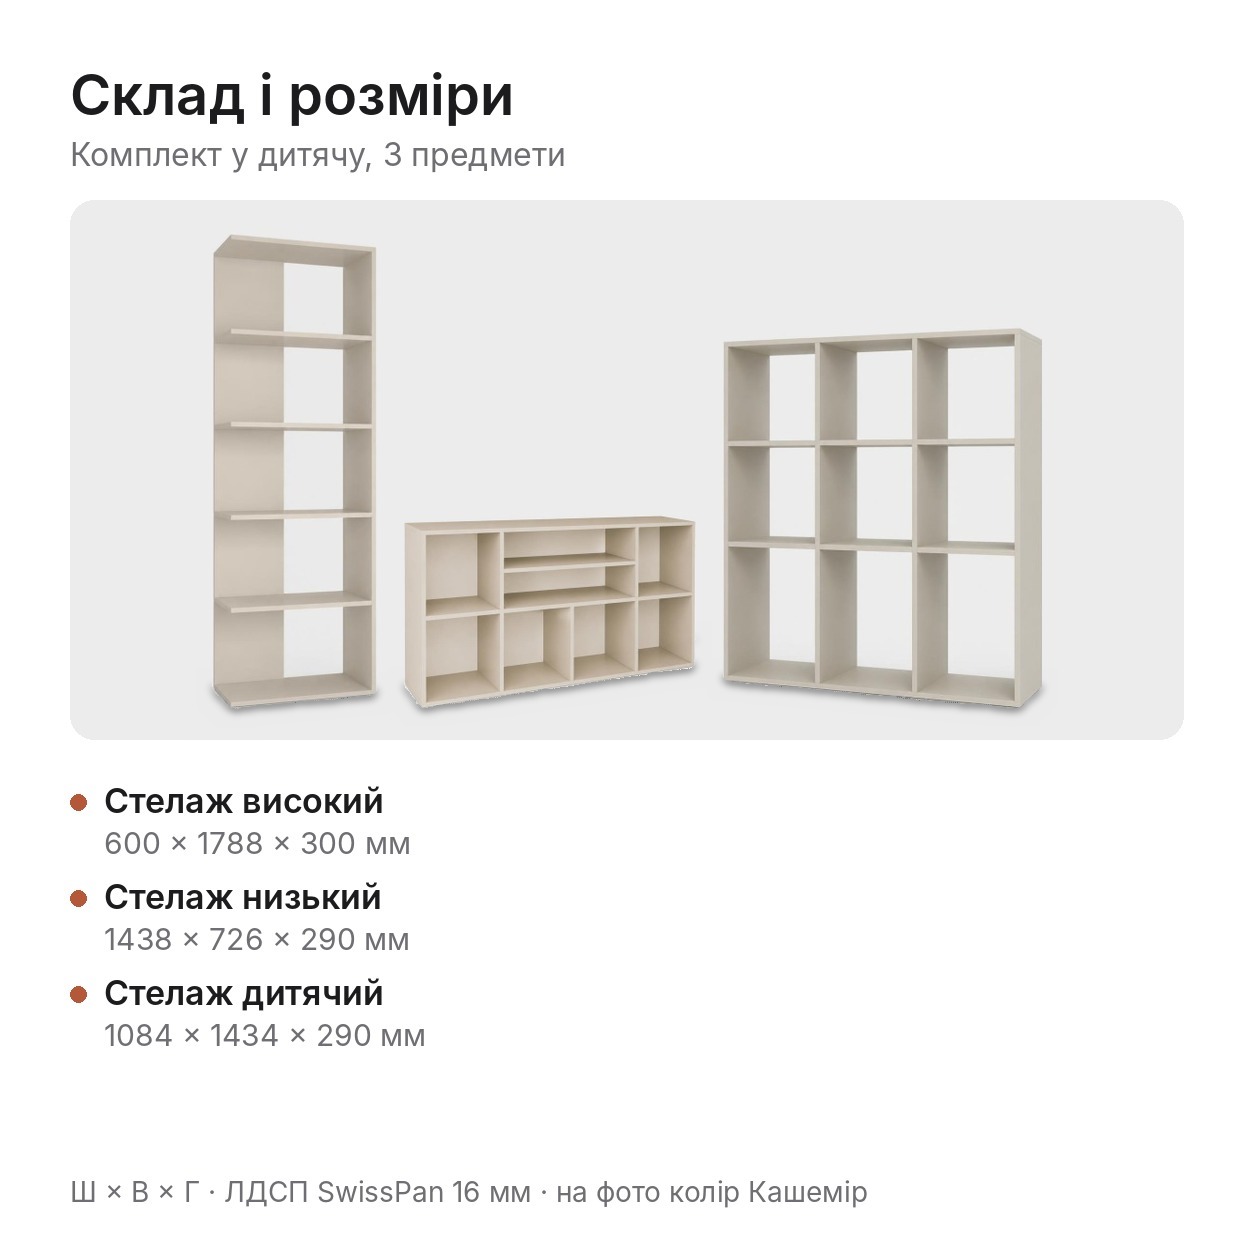 Склад і розміри
Комплект у дитячу, 3 предмети
Стелаж високий
600 × 1788 × 300 мм
Стелаж низький
1438 × 726 × 290 мм
Стелаж дитячий
1084 × 1434 × 290 мм
Ш × В × Г · ЛДСП SwissPan 16 мм · на фото колір Кашемір